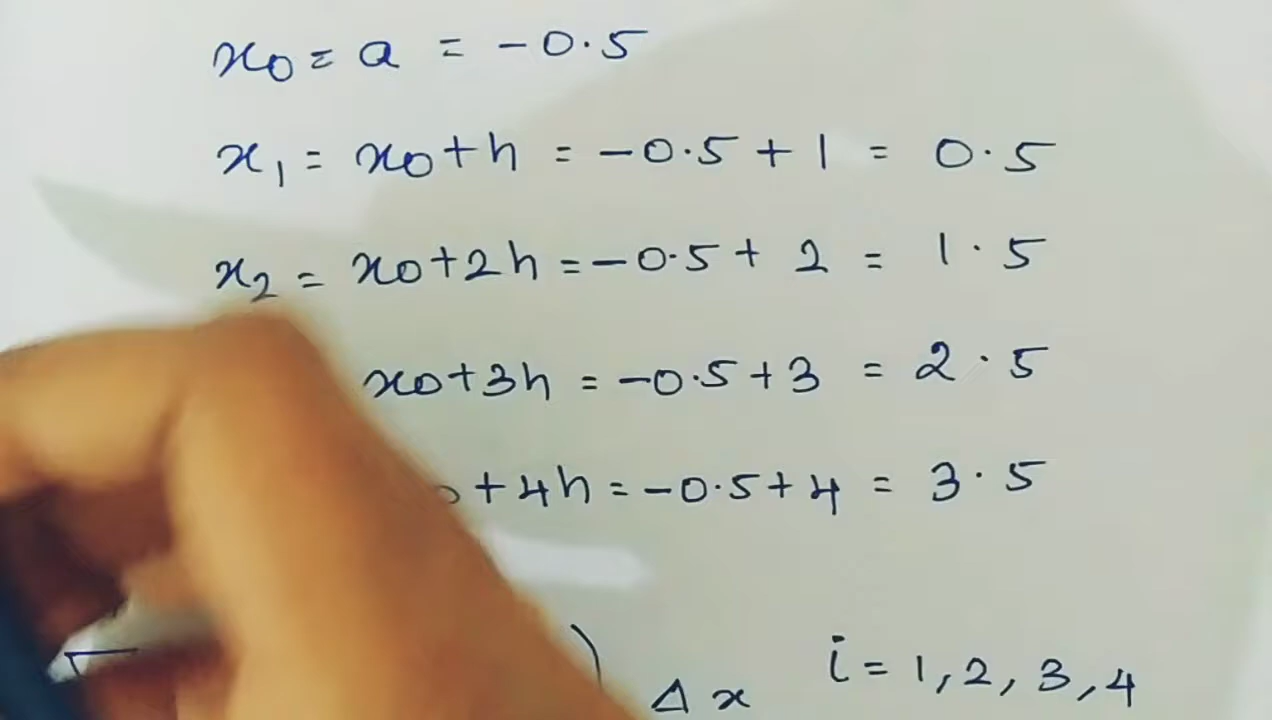 x₀ = a = -0.5
x₁ = x₀+h = -0.5 + 1 = 0.5
x₂ = x₀+2h = -0.5 + 2 = 1.5
x₀+3h = -0.5+3 = 2.5
+4h = -0.5+4 = 3.5
) Δx i = 1, 2, 3, 4